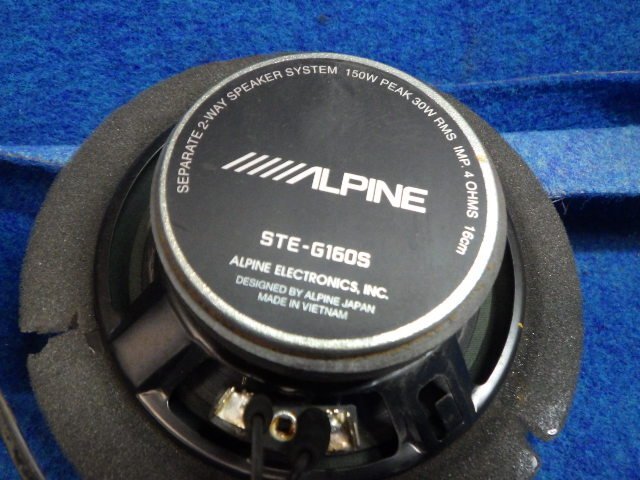 SEPARATE 2-WAY SPEAKER SYSTEM 150W PEAK 30W RMS IMP. 4 OHMS 16cm
ALPINE
STE-G160S
ALPINE ELECTRONICS, INC.
DESIGNED BY ALPINE JAPAN
MADE IN VIETNAM